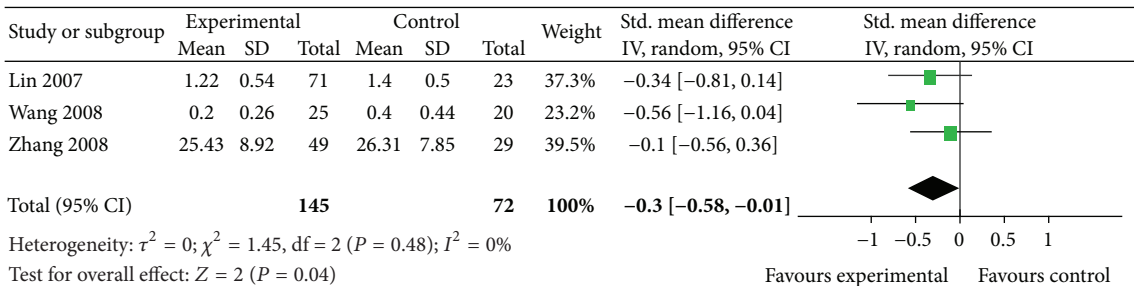 Study or subgroup Experimental Control Weight Std. mean difference Std. mean difference
Mean SD Total Mean SD Total IV, random, 95% CI IV, random, 95% CI
Lin 2007 1.22 0.54 71 1.4 0.5 23 37.3% −0.34 [−0.81, 0.14]
Wang 2008 0.2 0.26 25 0.4 0.44 20 23.2% −0.56 [−1.16, 0.04]
Zhang 2008 25.43 8.92 49 26.31 7.85 29 39.5% −0.1 [−0.56, 0.36]
Total (95% CI) 145 72 100% −0.3 [−0.58, −0.01]
Heterogeneity: τ² = 0; χ² = 1.45, df = 2 (P = 0.48); I² = 0%
Test for overall effect: Z = 2 (P = 0.04)
−1 −0.5 0 0.5 1
Favours experimental Favours control